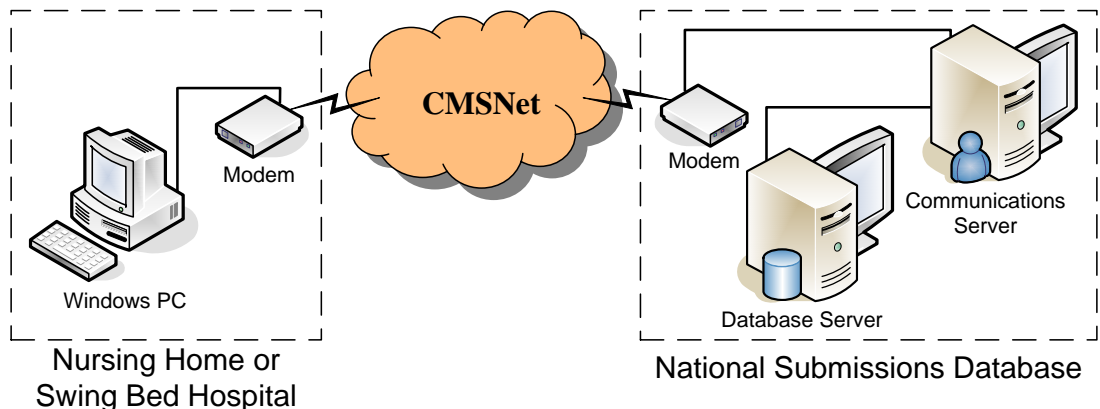 CMSNet
Modem
Windows PC
Nursing Home or
Swing Bed Hospital
Modem
Communications
Server
Database Server
National Submissions Database